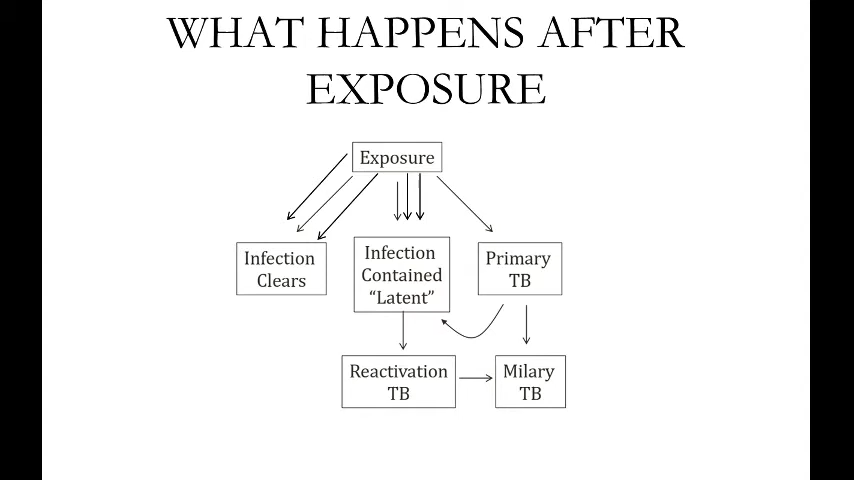 WHAT HAPPENS AFTER
EXPOSURE
Exposure
Infection
Clears
Infection
Contained
“Latent”
Primary
TB
Reactivation
TB
Milary
TB